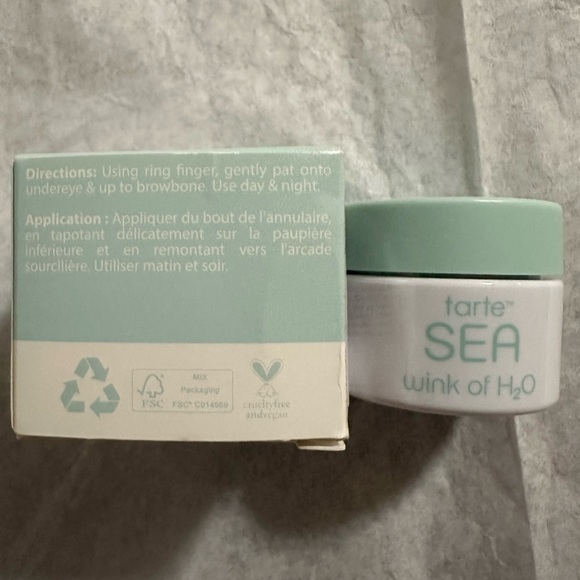 Directions: Using ring finger, gently pat onto
undereye & up to browbone. Use day & night.
Application : Appliquer du bout de l'annulaire,
en tapotant délicatement sur la paupière
inférieure et en remontant vers l'arcade
sourcilière. Utiliser matin et soir.
FSC
MIX
Packaging
FSC® C014969
crueltyfree
andvegan
tarte™
SEA
wink of H₂O